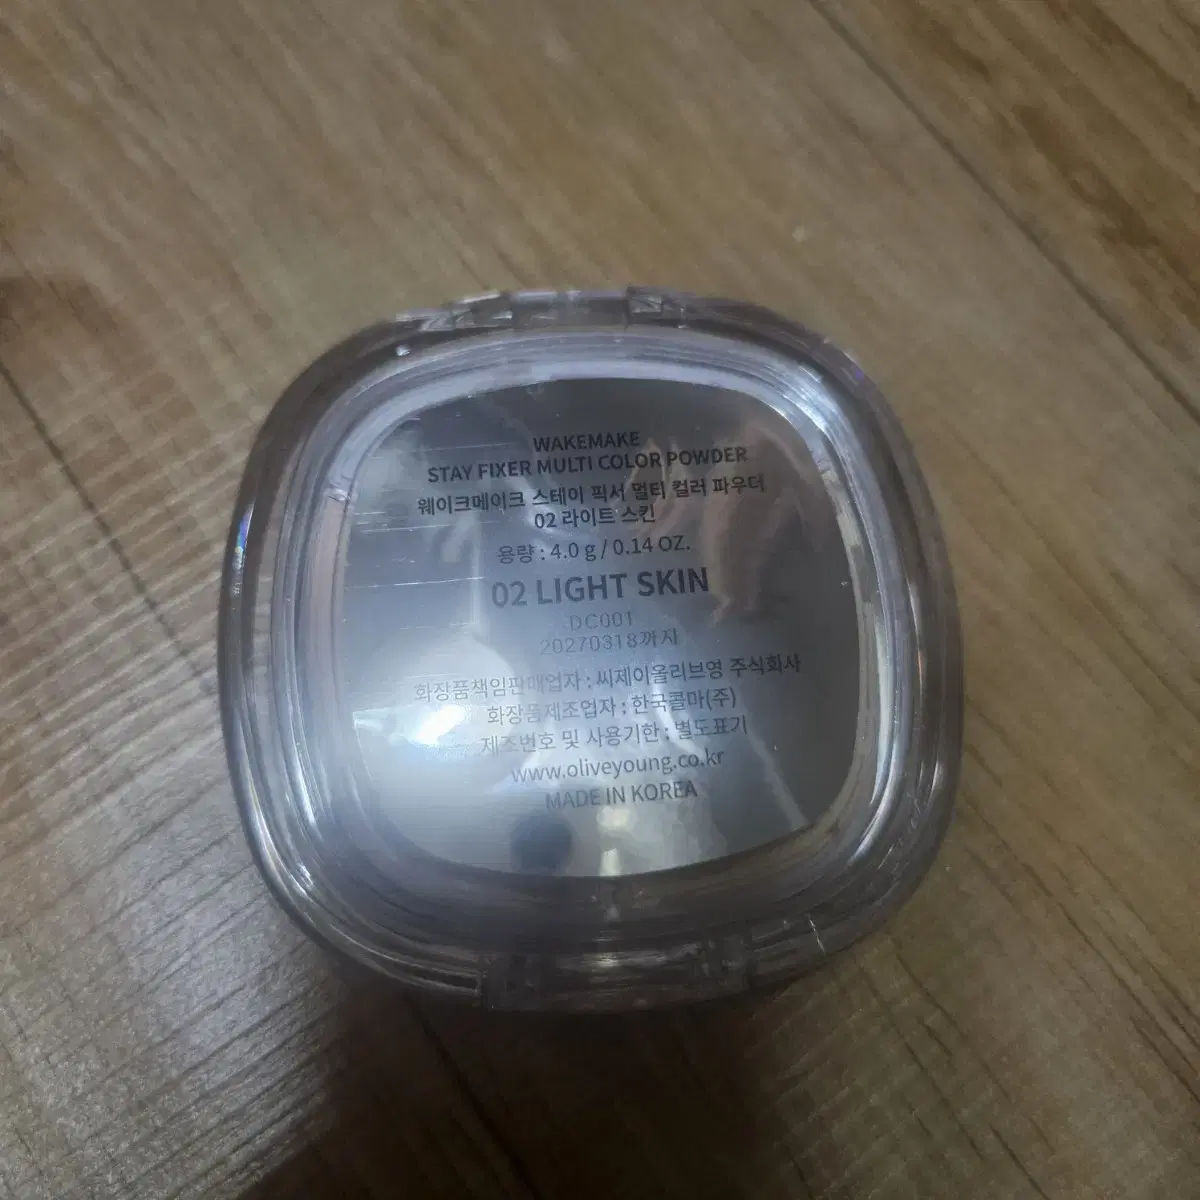 WAKEMAKE
STAY FIXER MULTI COLOR POWDER
웨이크메이크 스테이 픽서 멀티 컬러 파우더
02 라이트 스킨
용량 : 4.0 g / 0.14 OZ.
02 LIGHT SKIN
DC001
20270318까지
화장품책임판매업자 : 씨제이올리브영 주식회사
화장품제조업자 : 한국콜마(주)
제조번호 및 사용기한 : 별도표기
www.oliveyoung.co.kr
MADE IN KOREA